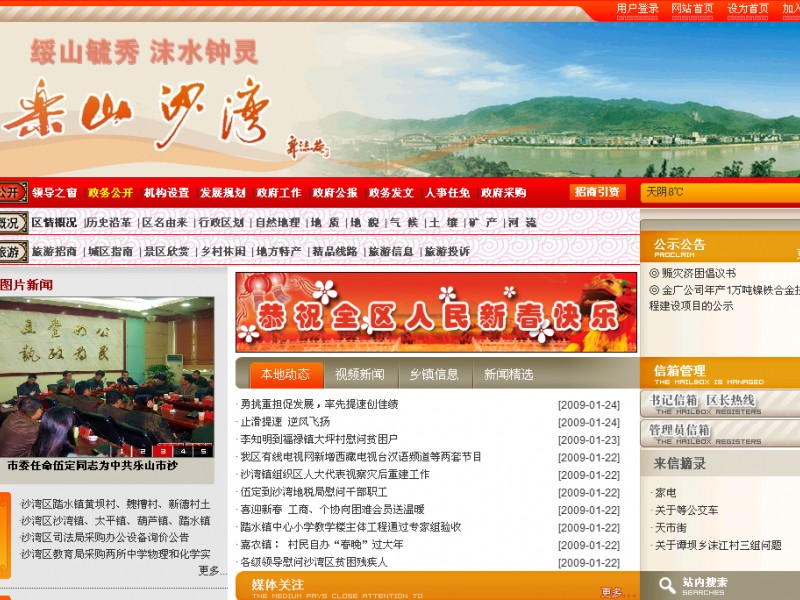 用户登录 网站首页 设为首页 加入
绥山毓秀 沫水钟灵
乐山沙湾
公开 领导之窗 政务公开 机构设置 发展规划 政府工作 政府公报 政务发文 人事任免 政府采购 招商引资 天阴8℃
概况 区情概况 |历史沿革 |区名由来 |行政区划 |自然地理 |地 质 |地 貌 |气 候 |土 壤 |矿 产 |河 流
旅游 旅游招商 |城区指南 |景区欣赏 |乡村休闲 |地方特产 |精品线路 |旅游信息 |旅游投诉
图片新闻
立党为公
执政为民
1 2 3 4 5
市委任命伍定同志为中共乐山市沙
·沙湾区踏水镇黄坝村、魏槽村、新德村土
·沙湾区沙湾镇、太平镇、葫芦镇、踏水镇
·沙湾区司法局采购办公设备询价公告
·沙湾区教育局采购两所中学物理和化学实
更多...
恭祝全区人民新春快乐
本地动态 视频新闻 乡镇信息 新闻精选
·勇挑重担促发展，率先提速创佳绩 [2009-01-24]
·止滑提速 逆风飞扬 [2009-01-24]
·李知明到福禄镇大坪村慰问贫困户 [2009-01-23]
·我区有线电视网新增西藏电视台汉语频道等两套节目 [2009-01-22]
·沙湾镇组织区人大代表视察灾后重建工作 [2009-01-22]
·伍定到沙湾地税局慰问干部职工 [2009-01-22]
·喜迎新春 工商、个协向困难会员送温暖 [2009-01-22]
·踏水镇中心小学教学楼主体工程通过专家组验收 [2009-01-22]
·嘉农镇： 村民自办“春晚”过大年 [2009-01-22]
·各级领导慰问沙湾区贫困残疾人 [2009-01-22]
媒体关注
THE MEDIUM PAYS CLOSE ATTENTION TO
更多...
公示公告
PROCLAIM
◎ 赈灾济困倡议书
◎ 金广公司年产1万吨镍铁合金技
程建设项目的公示
信箱管理
THE MAILBOX IS MANAGED
书记信箱 区长热线
THE MAILBOX REGISTERS
管理员信箱
THE MAILBOX REGISTERS
来信摘录
·家电
·关于等公交车
·天市街
·关于谭坝乡沫江村三组问题
站内搜索
SEARCHES